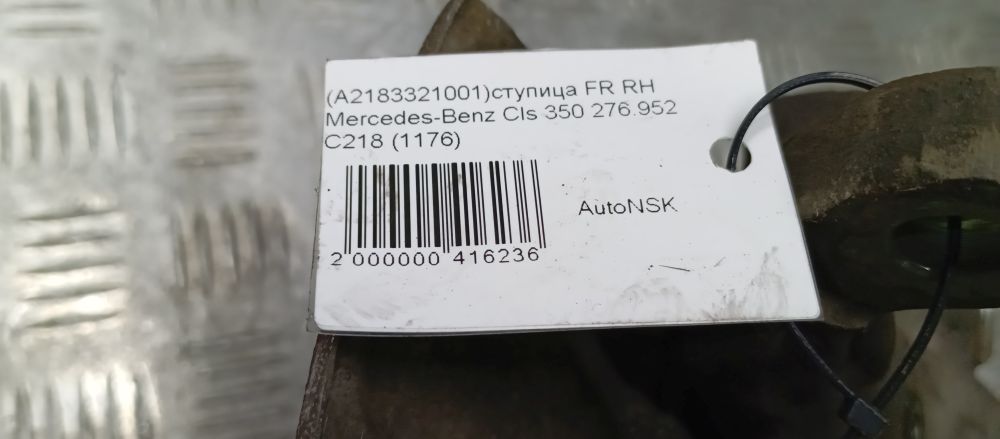 (A2183321001)ступица FR RH
Mercedes-Benz Cls 350 276.952
C218 (1176)
AutoNSK
2 000000 416236